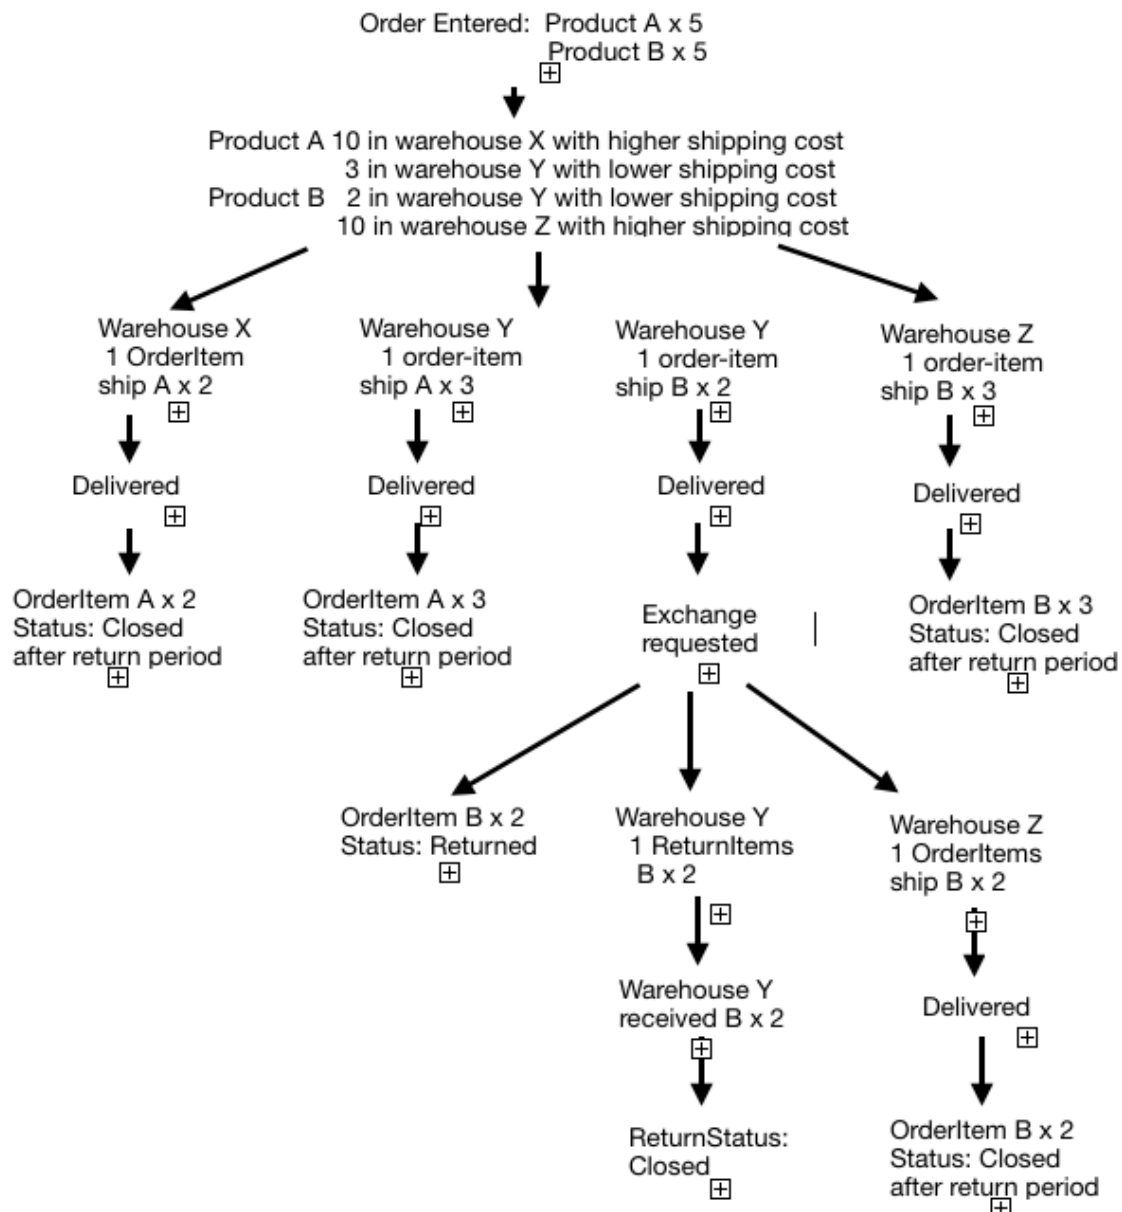 Order Entered: Product A x 5
Product B x 5
Product A 10 in warehouse X with higher shipping cost
3 in warehouse Y with lower shipping cost
Product B 2 in warehouse Y with lower shipping cost
10 in warehouse Z with higher shipping cost
Warehouse X
1 OrderItem
ship A x 2
Warehouse Y
1 order-item
ship A x 3
Warehouse Y
1 order-item
ship B x 2
Warehouse Z
1 order-item
ship B x 3
Delivered
Delivered
Delivered
Delivered
OrderItem A x 2
Status: Closed
after return period
OrderItem A x 3
Status: Closed
after return period
Exchange
requested
OrderItem B x 3
Status: Closed
after return period
OrderItem B x 2
Status: Returned
Warehouse Y
1 ReturnItems
B x 2
Warehouse Z
1 OrderItems
ship B x 2
Warehouse Y
received B x 2
Delivered
ReturnStatus:
Closed
OrderItem B x 2
Status: Closed
after return period